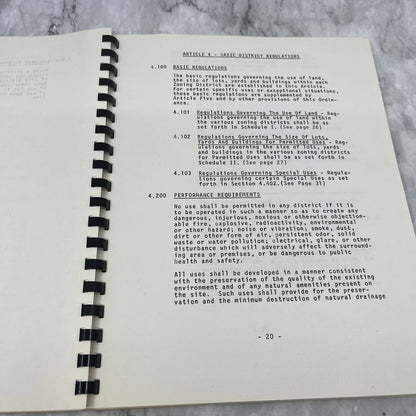 ARTICLE 4 - BASIC DISTRICT REGULATIONS
4.100 BASIC REGULATIONS
The basic regulations governing the use of land,
the size of lots, yards and buildings within each
Zoning District are established in this Article.
For certain specific uses or exceptional situations,
these basic regulations are supplemented by
Article Five and by other provisions of this Ordin-
ance.
4.101 Regulations Governing The Use Of Land - Reg-
ulations governing the use of land within
the various zoning districts shall be as
set forth in Schedule I. (See page 26)
4.102 Regulations Governing The Size Of Lots,
Yards And Buildings For Permitted Uses - Reg-
ulations governing the size of lots, yards
and buildings in the various zoning districts
for Permitted Uses shall be as set forth in
Schedule II. (See page 27)
4.103 Regulations Governing Special Uses - Regula-
tions governing certain Special Uses as set
forth in Section 4.602. (See Page 31)
4.200 PERFORMANCE REQUIREMENTS
No use shall be permitted in any district if it is
to be operated in such manner so as to create any
dangerous, injurious, noxious or otherwise objection-
able fire, explosive, radioactivity, environmental
or other hazard; noise or vibration; smoke, dust,
dirt or other form of air, persistent odor, solid
waste or water pollution; electrical, glare, or other
disturbance which will adversely affect the surround-
ing area or premises, or be dangerous to public
health and safety.
All uses shall be developed in a manner consistent
with the preservation of the quality of the existing
environment and of any natural amenities present on
the site. Such uses shall provide for the preser-
vation and the minimum destruction of natural drainage
- 20 -